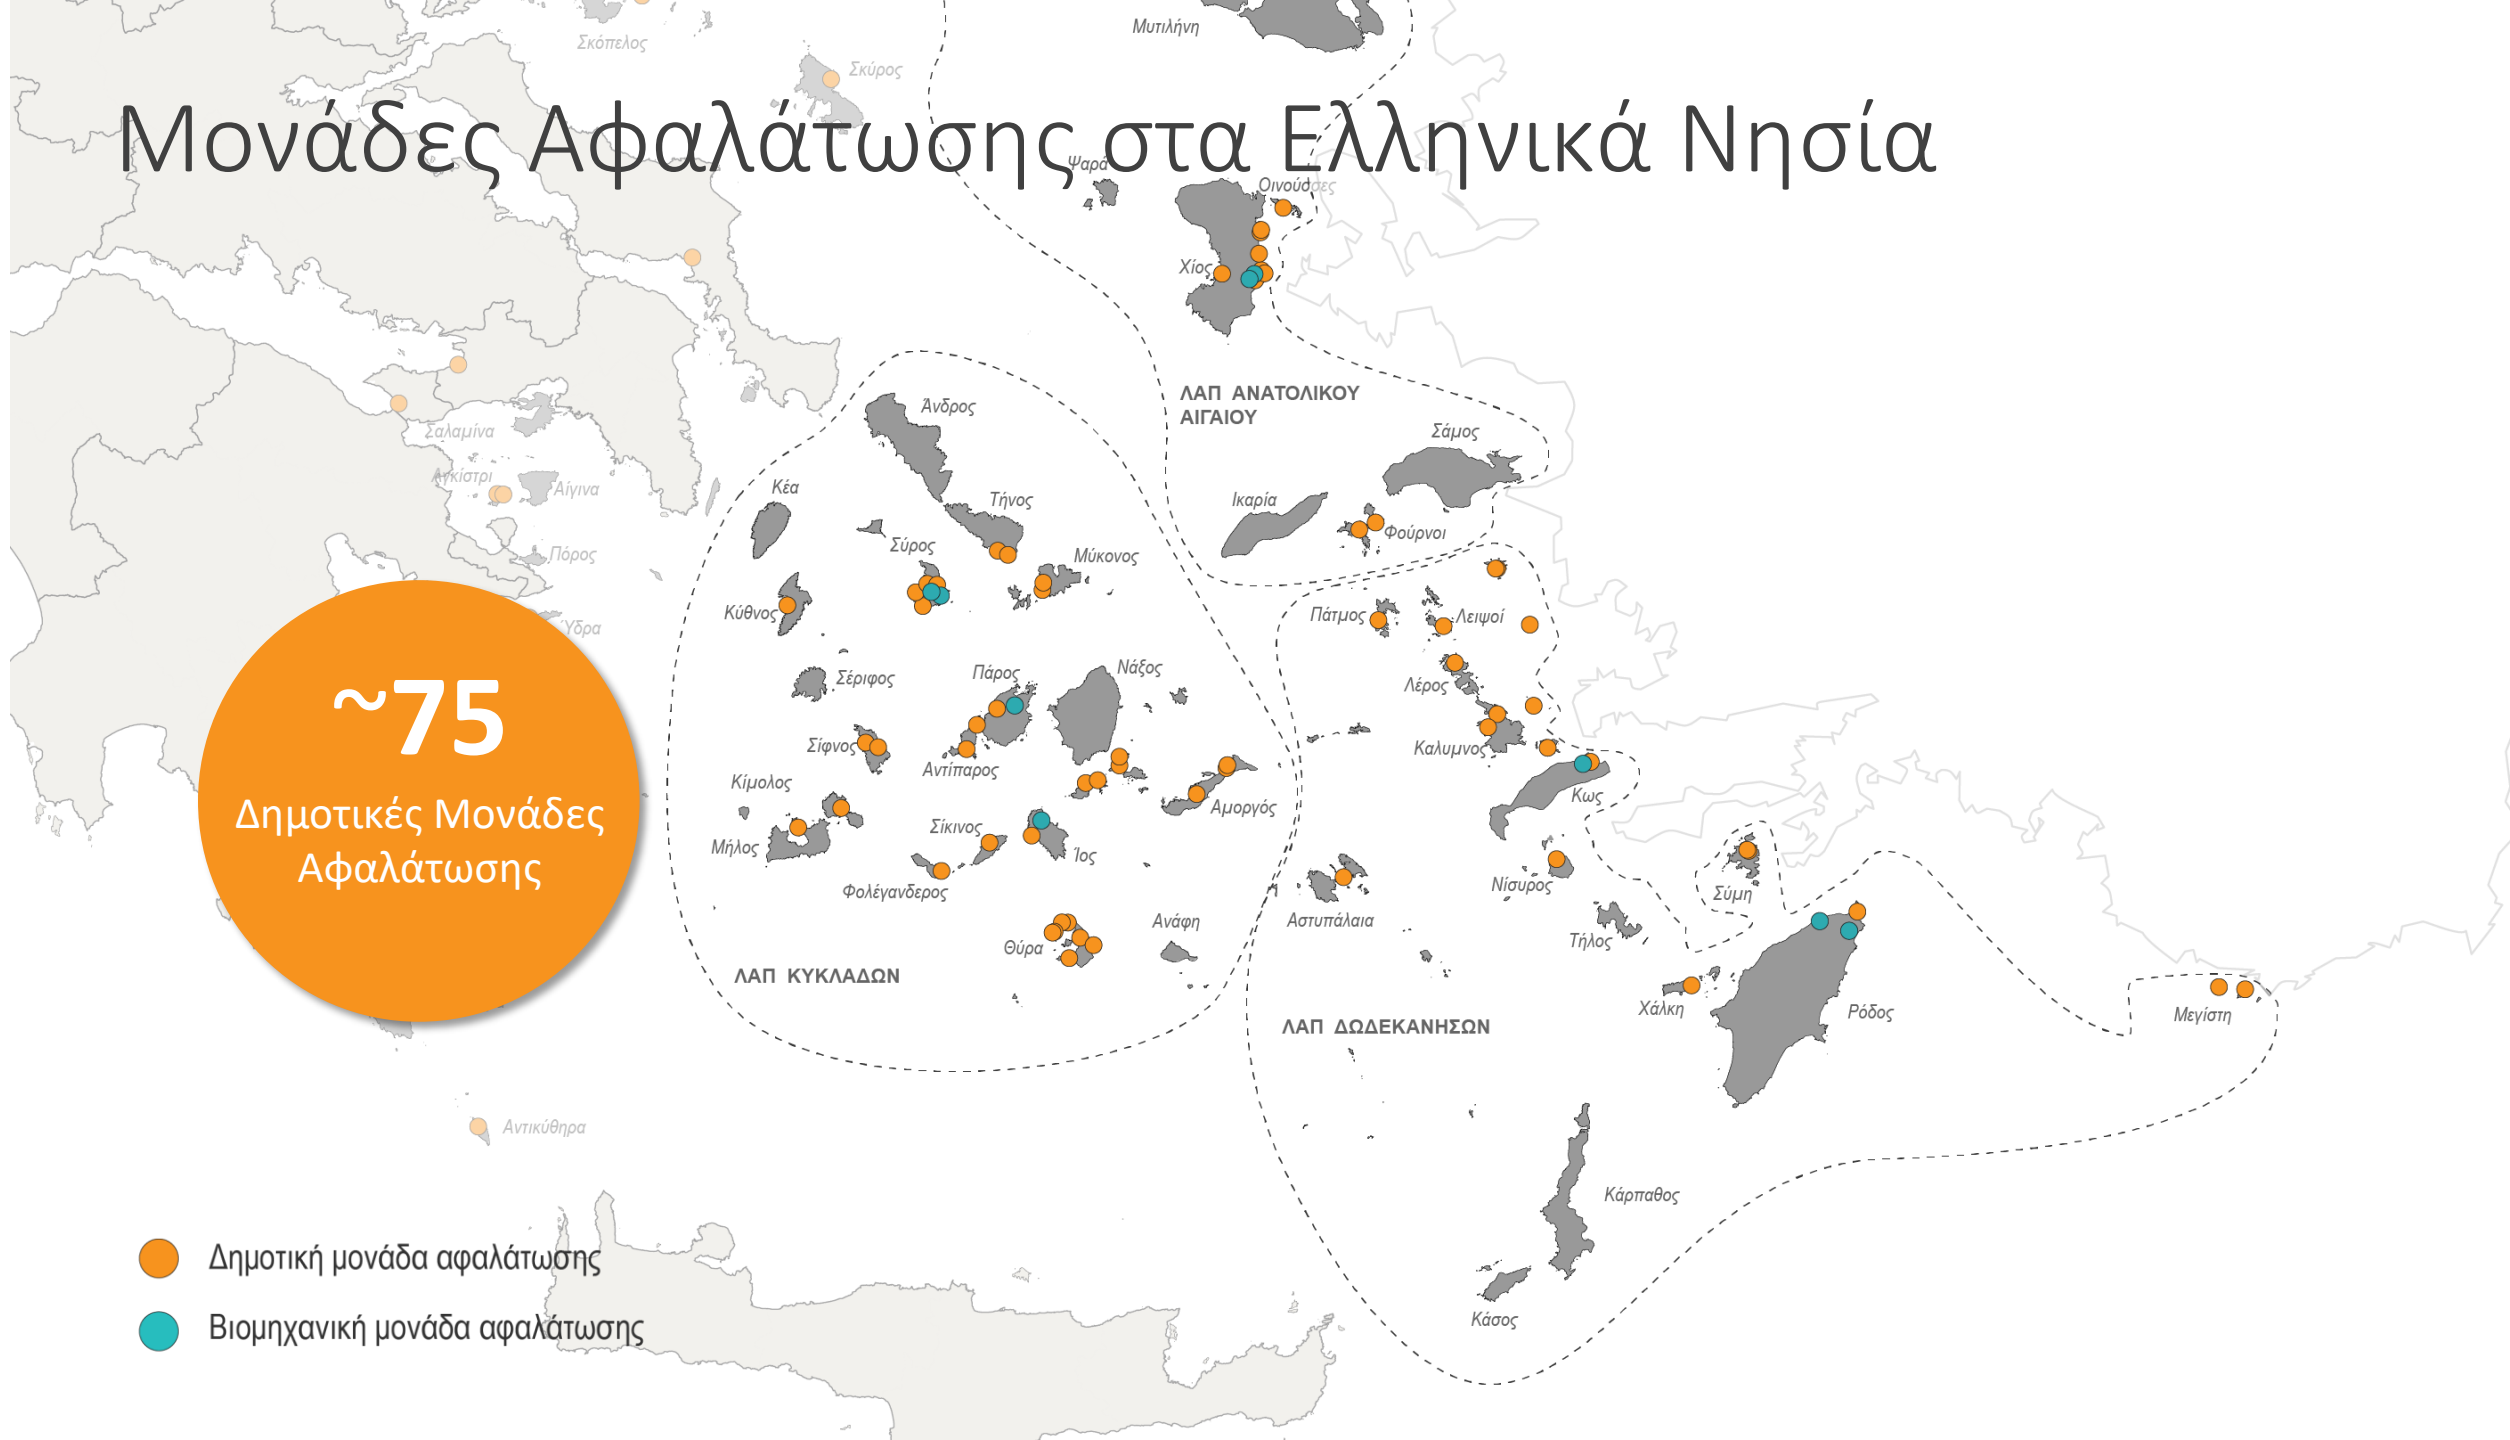 Μυτιλήνη
Σκόπελος
Σκύρος
Μονάδες Αφαλάτωσης στα Ελληνικά Νησία
Ψαρά
Οινούσσες
Χίος
ΛΑΠ ΑΝΑΤΟΛΙΚΟΥ
ΑΙΓΑΙΟΥ
Άνδρος
Σαλαμίνα
Σάμος
Αγκίστρι
Αίγινα
Κέα
Τήνος
Ικαρία
Φούρνοι
Πόρος
Σύρος
Μύκονος
Κύθνος
Πάτμος
Λειψοί
Ύδρα
Σέριφος
Πάρος
Νάξος
Λέρος
~75
Δημοτικές Μονάδες
Αφαλάτωσης
Σίφνος
Αντίπαρος
Καλυμνος
Κίμολος
Κως
Αμοργός
Μήλος
Σίκινος
Ίος
Φολέγανδερος
Νίσυρος
Σύμη
Αστυπάλαια
Ανάφη
Θύρα
Τήλος
ΛΑΠ ΚΥΚΛΑΔΩΝ
Χάλκη
Ρόδος
Μεγίστη
ΛΑΠ ΔΩΔΕΚΑΝΗΣΩΝ
Αντικύθηρα
Κάρπαθος
Κάσος
Δημοτική μονάδα αφαλάτωσης
Βιομηχανική μονάδα αφαλάτωσης